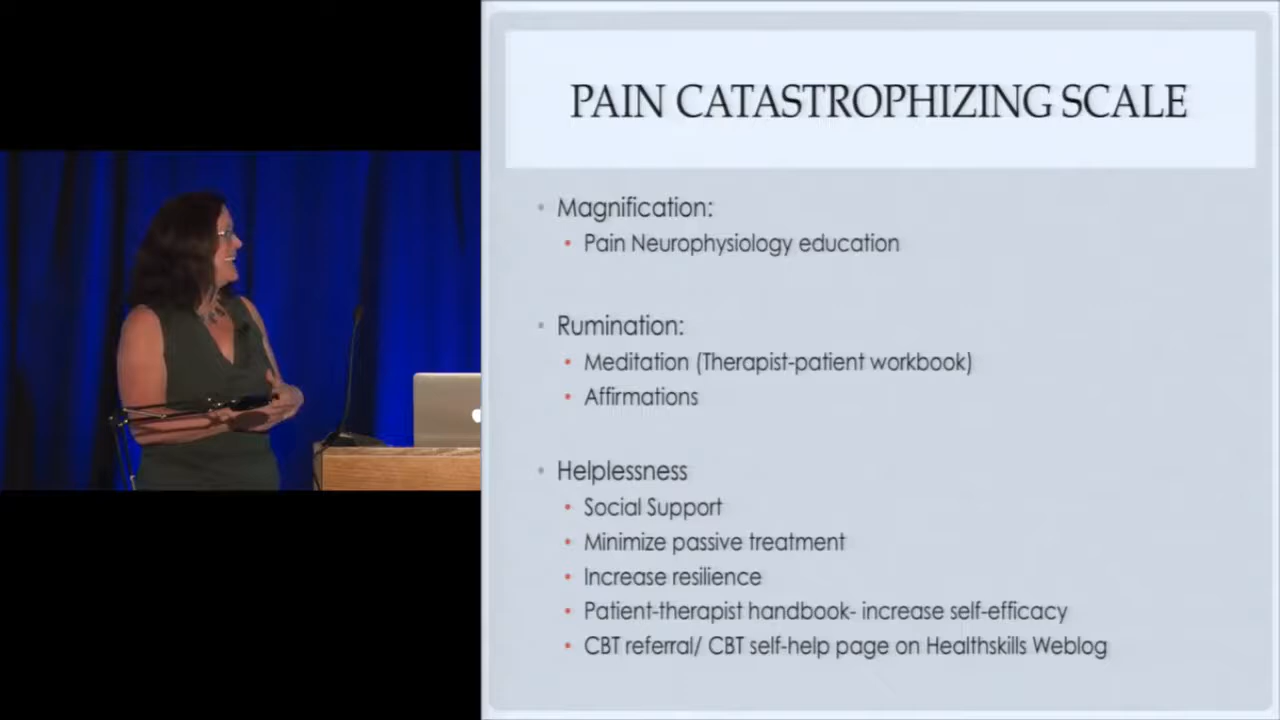 PAIN CATASTROPHIZING SCALE
Magnification:
Pain Neurophysiology education
Rumination:
Meditation (Therapist-patient workbook)
Affirmations
Helplessness
Social Support
Minimize passive treatment
Increase resilience
Patient-therapist handbook- increase self-efficacy
CBT referral/ CBT self-help page on Healthskills Weblog